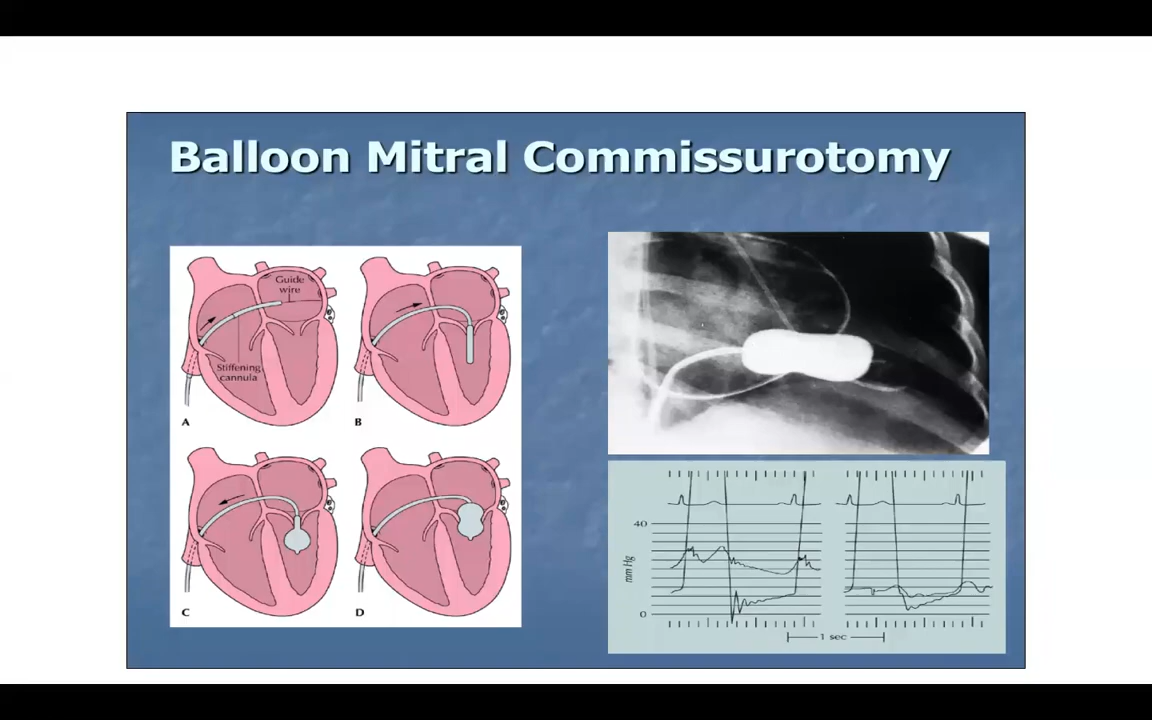 Balloon Mitral Commissurotomy
Guide
wire
Stiffening
cannula
A
B
C
D
40
mm Hg
0
1 sec